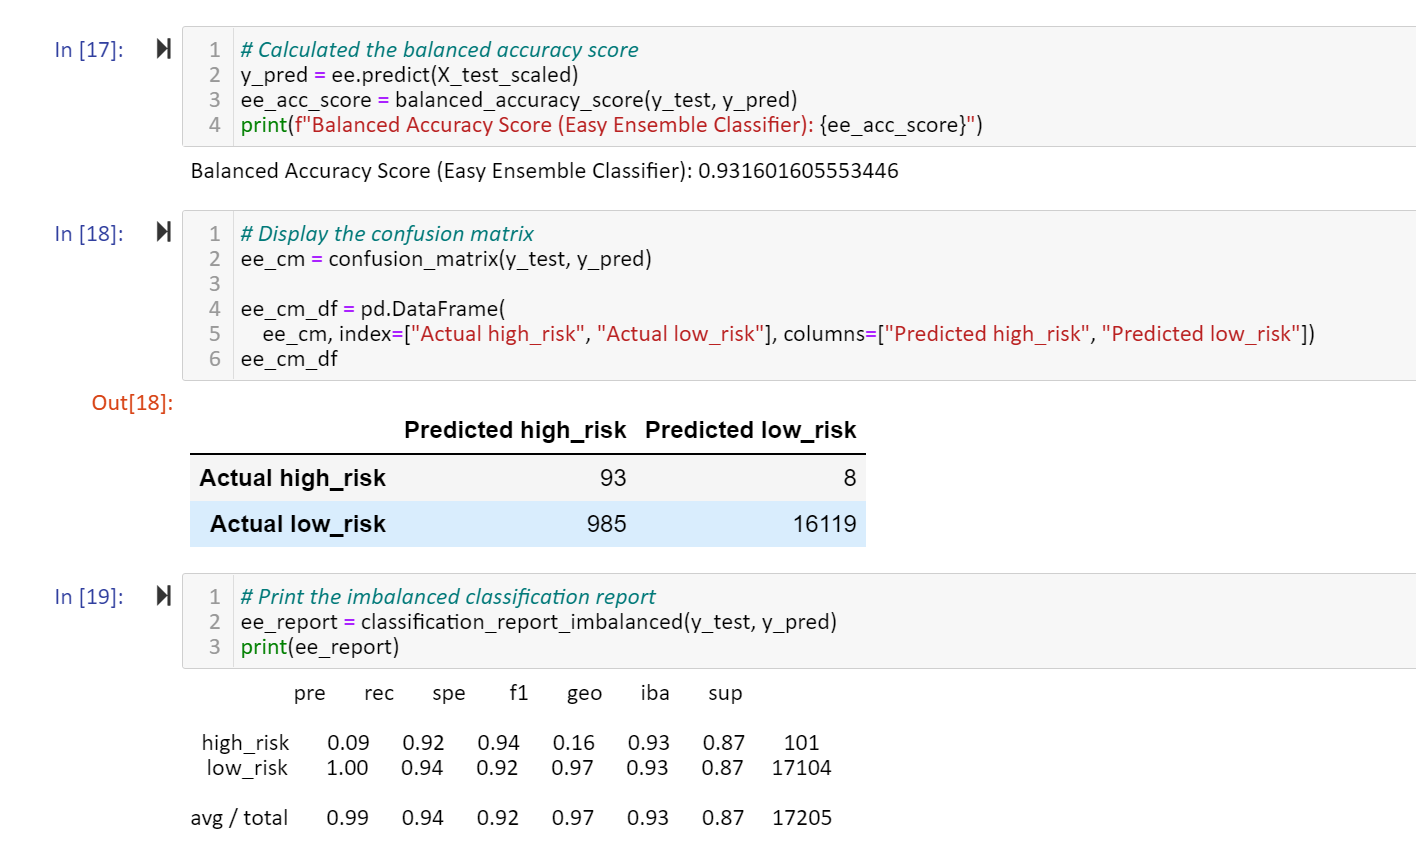 In [17]:
1 # Calculated the balanced accuracy score
2 y_pred = ee.predict(X_test_scaled)
3 ee_acc_score = balanced_accuracy_score(y_test, y_pred)
4 print(f"Balanced Accuracy Score (Easy Ensemble Classifier): {ee_acc_score}")
Balanced Accuracy Score (Easy Ensemble Classifier): 0.931601605553446
In [18]:
1 # Display the confusion matrix
2 ee_cm = confusion_matrix(y_test, y_pred)
3
4 ee_cm_df = pd.DataFrame(
5 ee_cm, index=["Actual high_risk", "Actual low_risk"], columns=["Predicted high_risk", "Predicted low_risk"])
6 ee_cm_df
Out[18]:
Predicted high_risk Predicted low_risk
Actual high_risk 93 8
Actual low_risk 985 16119
In [19]:
1 # Print the imbalanced classification report
2 ee_report = classification_report_imbalanced(y_test, y_pred)
3 print(ee_report)
pre rec spe f1 geo iba sup
high_risk 0.09 0.92 0.94 0.16 0.93 0.87 101
low_risk 1.00 0.94 0.92 0.97 0.93 0.87 17104
avg / total 0.99 0.94 0.92 0.97 0.93 0.87 17205